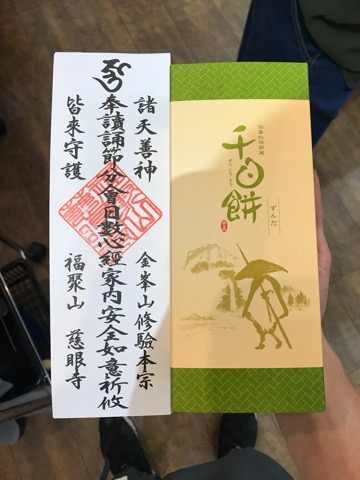 諸天善神 金峯山修驗本宗
奉讀誦節分會日數心經家内安全如意祈攸
皆來守護 福聚山 慈眼寺
千日餅
ずんだ